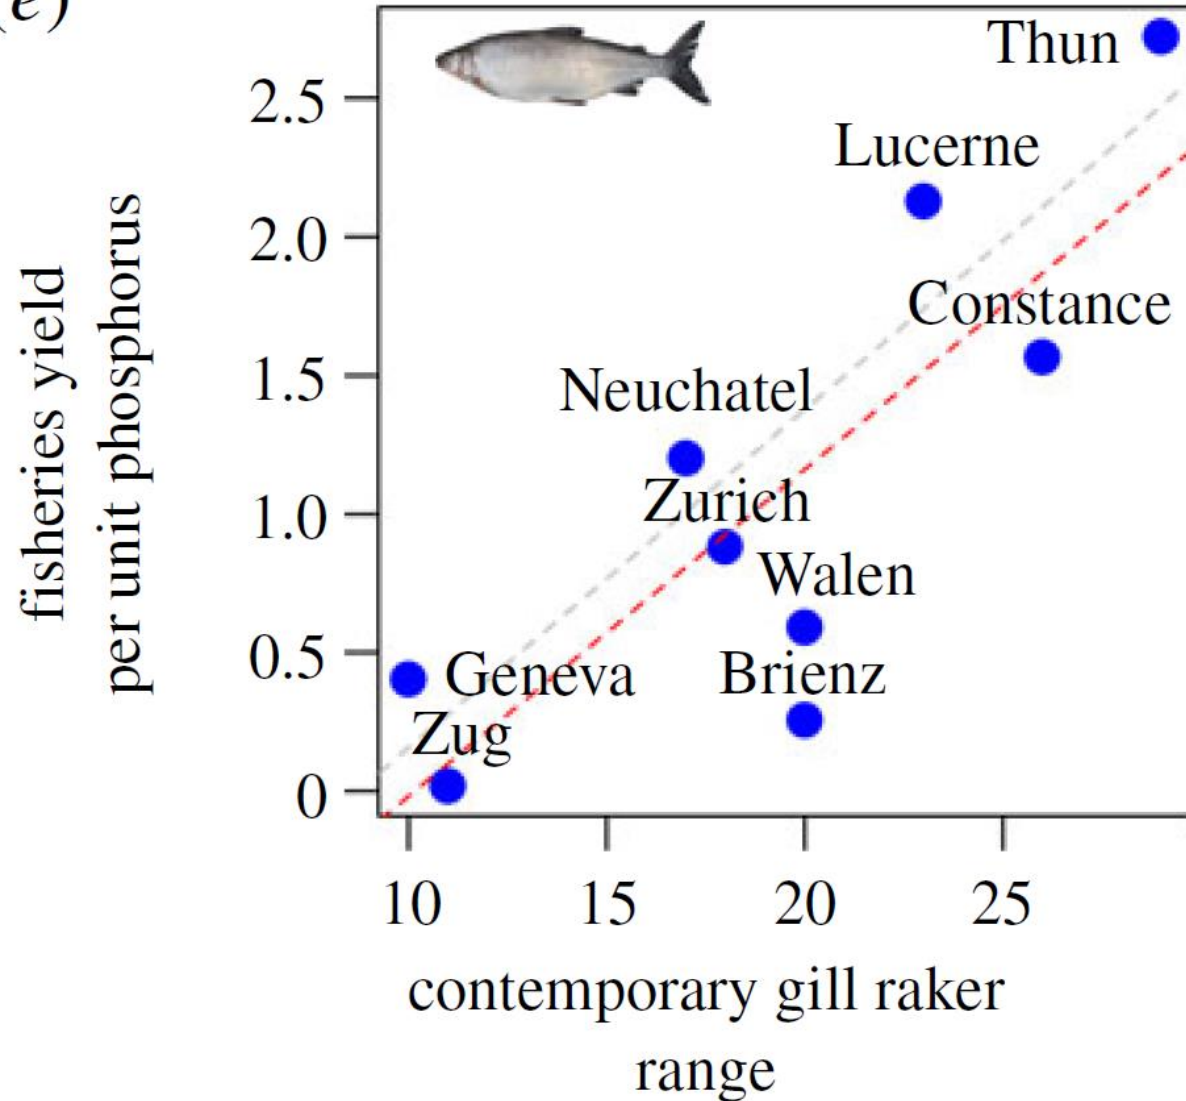 (e)
Thun
2.5
Lucerne
2.0
Constance
1.5
Neuchatel
1.0
Zurich
Walen
0.5
Geneva
Brienz
Zug
0
fisheries yield
per unit phosphorus
10 15 20 25
contemporary gill raker
range